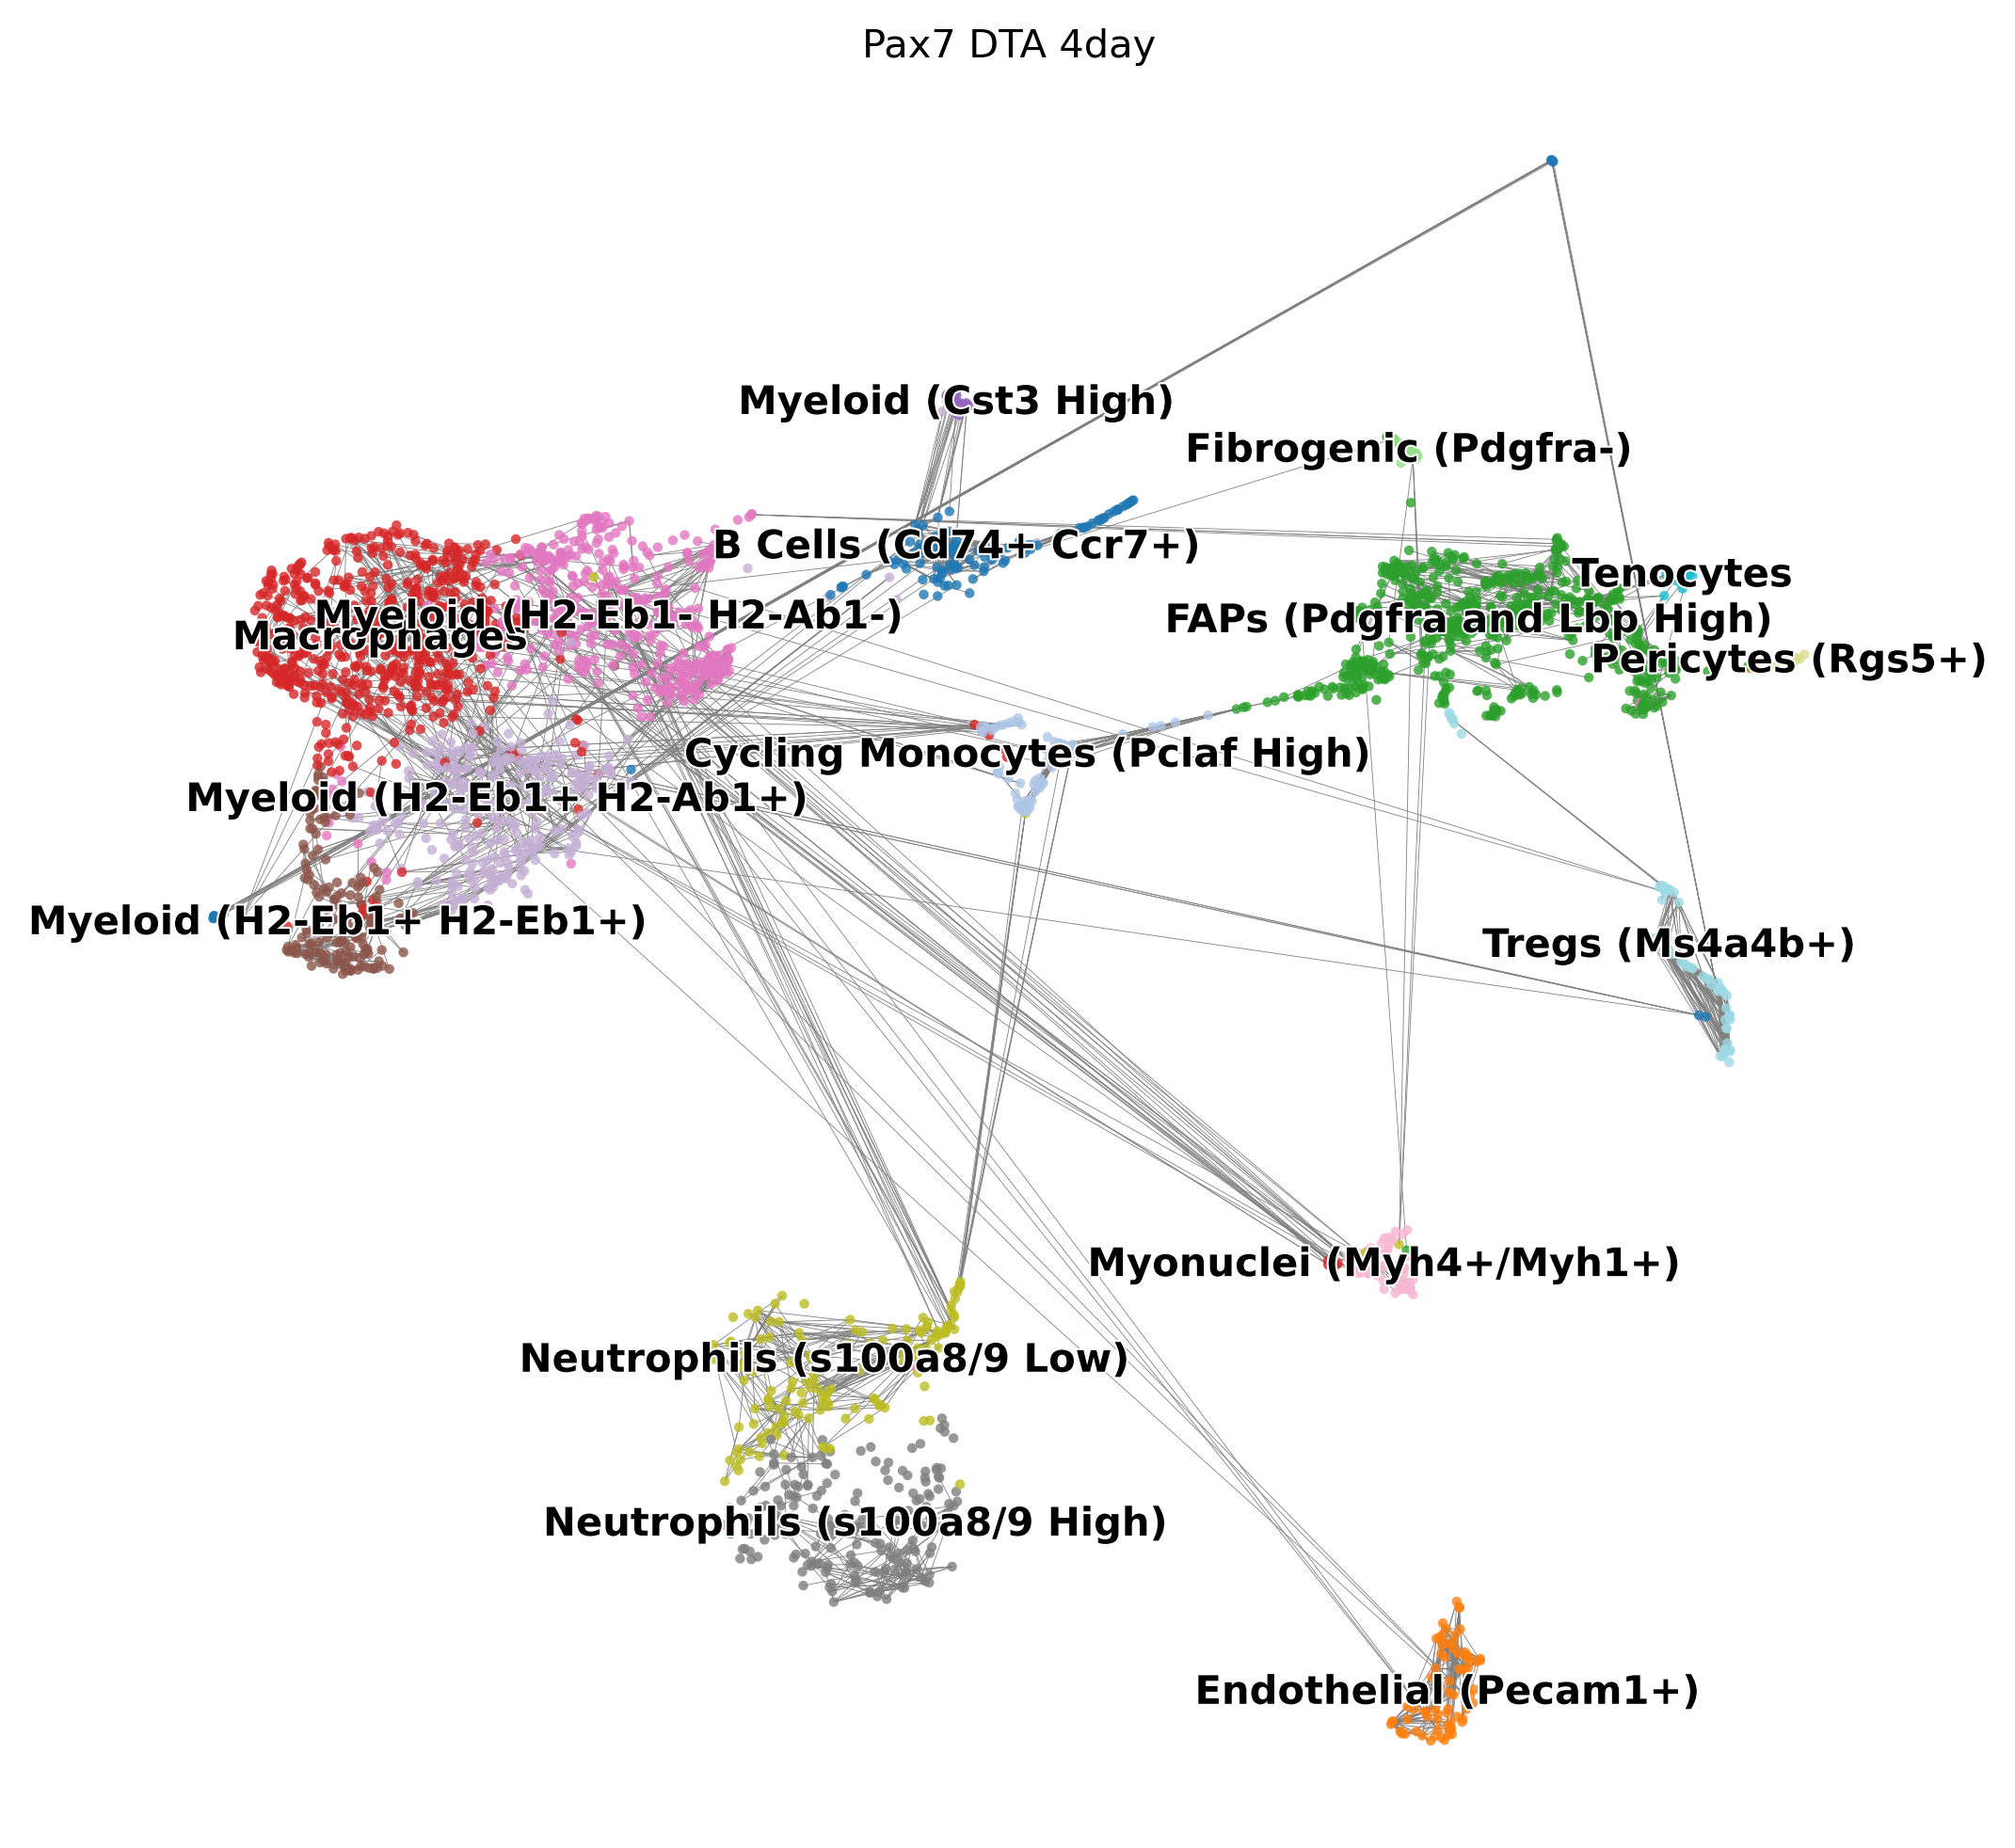 Pax7 DTA 4day
Myeloid (Cst3 High)
Fibrogenic (Pdgfra-)
B Cells (Cd74+ Ccr7+)
Tenocytes
Myeloid (H2-Eb1- H2-Ab1-)
FAPs (Pdgfra and Lbp High)
Macrophages
Pericytes (Rgs5+)
Cycling Monocytes (Pclaf High)
Myeloid (H2-Eb1+ H2-Ab1+)
Myeloid (H2-Eb1+ H2-Eb1+)
Tregs (Ms4a4b+)
Myonuclei (Myh4+/Myh1+)
Neutrophils (s100a8/9 Low)
Neutrophils (s100a8/9 High)
Endothelial (Pecam1+)